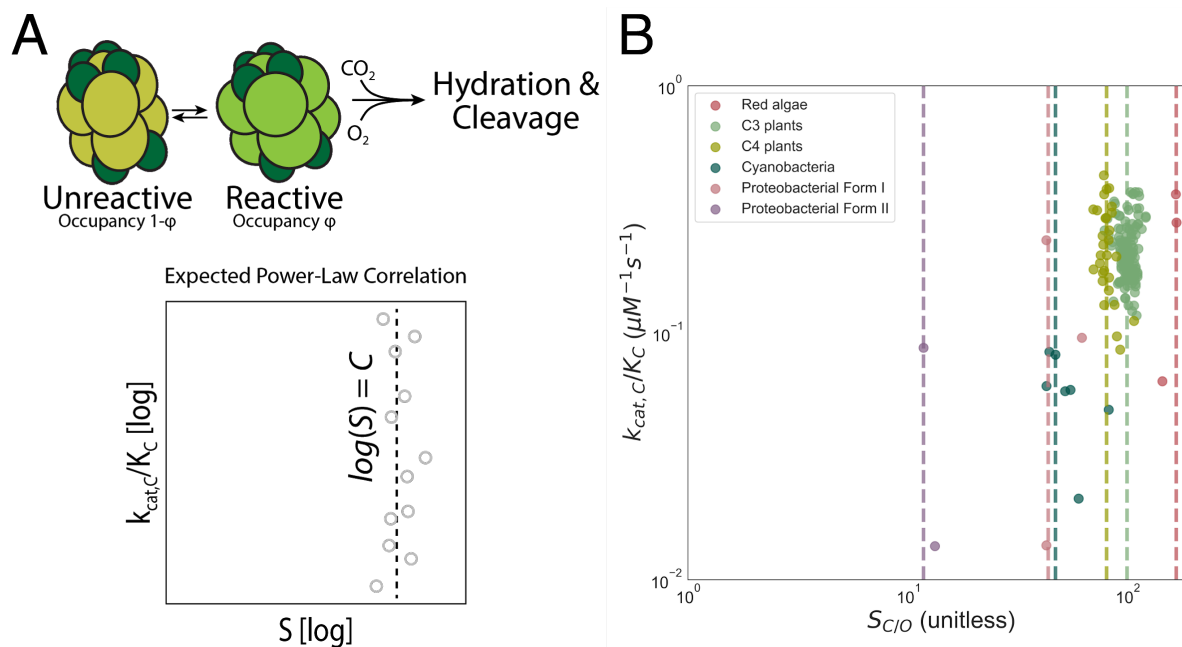 A
CO2
O2
Hydration &
Cleavage
Unreactive
Occupancy 1-φ
Reactive
Occupancy φ
Expected Power-Law Correlation
log(S) = C
kcat,C/KC [log]
S [log]
B
Red algae
C3 plants
C4 plants
Cyanobacteria
Proteobacterial Form I
Proteobacterial Form II
10^0
10^−1
10^−2
kcat, C/KC (μM^−1s^−1)
10^0
10^1
10^2
SC/O (unitless)